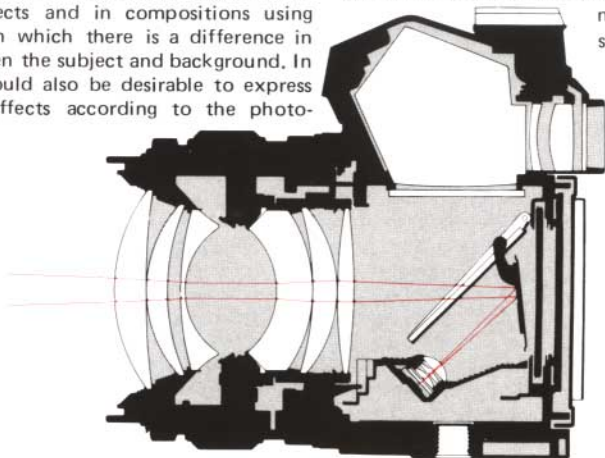 ects and in compositions using
which there is a difference in
en the subject and background. In
ould also be desirable to express
ffects according to the photo-
n
s